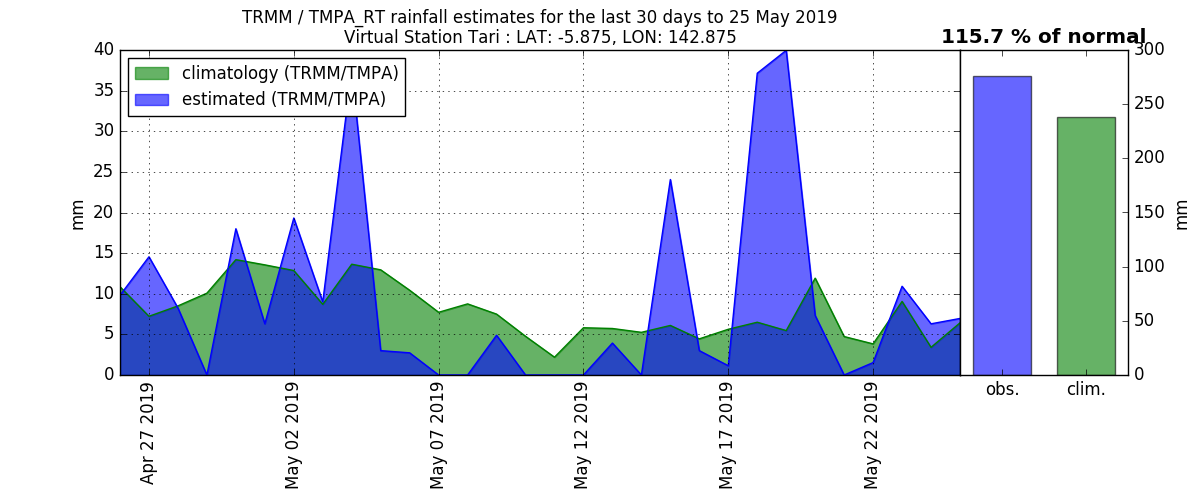 TRMM / TMPA_RT rainfall estimates for the last 30 days to 25 May 2019
Virtual Station Tari : LAT: -5.875, LON: 142.875
115.7 % of normal
climatology (TRMM/TMPA)
estimated (TRMM/TMPA)
40
35
30
25
20
15
10
5
0
mm
Apr 27 2019
May 02 2019
May 07 2019
May 12 2019
May 17 2019
May 22 2019
300
250
200
150
100
50
0
mm
obs.
clim.